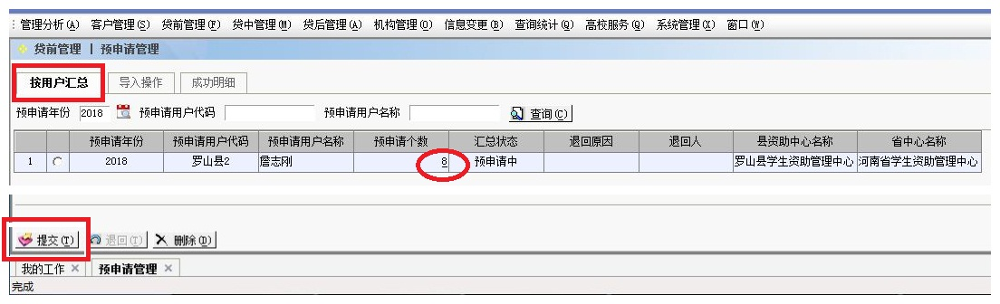 管理分析(A) 客户管理(S) 贷前管理(F) 贷中管理(M) 贷后管理(A) 机构管理(O) 信息变更(B) 查询统计(Q) 高校服务(Q) 系统管理(X) 窗口(W)
贷前管理 | 预申请管理
按用户汇总 导入操作 成功明细
预申请年份 2018 预申请用户代码 预申请用户名称 查询(C)
预申请年份 预申请用户代码 预申请用户名称 预申请个数 汇总状态 退回原因 退回人 县资助中心名称 省中心名称
1 2018 罗山县2 詹志刚 8 预申请中 罗山县学生资助管理中心 河南省学生资助管理中心
提交(T) 退回(T) 删除(D)
我的工作 × 预申请管理 ×
完成